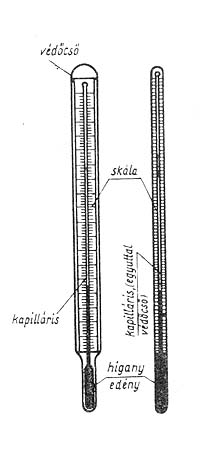 védőcső
skála
kapilláris, (egyúttal
védőcső)
kapilláris
higany
edény